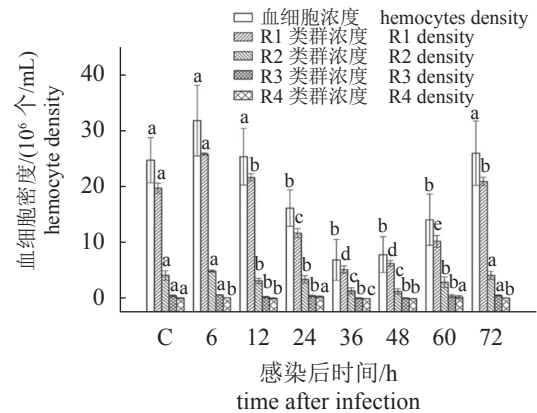 血细胞浓度 hemocytes density
R1 类群浓度 R1 density
R2 类群浓度 R2 density
R3 类群浓度 R3 density
R4 类群浓度 R4 density
血细胞密度/(10⁶ 个/mL)
hemocyte density
40
30
20
10
0
a a a a b
a a a b
a b b b b
b c b a a
b d b b c
b d c b b
b e b a a
a b a a b
C 6 12 24 36 48 60 72
感染后时间/h
time after infection